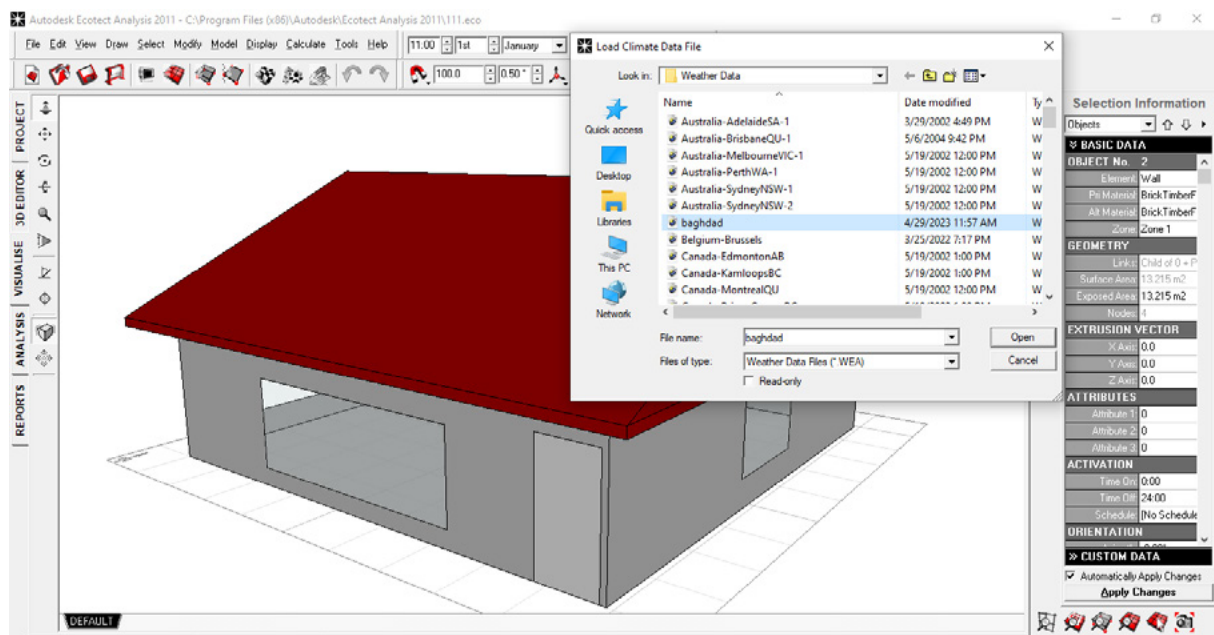 Autodesk Ecotect Analysis 2011 - C:\Program Files (x86)\Autodesk\Ecotect Analysis 2011\111.eco
File Edit View Draw Select Modify Model Display Calculate Tools Help
11.00 1st January
100.0 0.50°
PROJECT
3D EDITOR
VISUALISE
ANALYSIS
REPORTS
DEFAULT
Load Climate Data File
Look in: Weather Data
Quick access
Desktop
Libraries
This PC
Network
Name Date modified Ty
Australia-AdelaideSA-1 3/29/2002 4:49 PM W
Australia-BrisbaneQU-1 5/6/2004 9:42 PM W
Australia-MelbourneVIC-1 5/19/2002 12:00 PM W
Australia-PerthWA-1 5/19/2002 12:00 PM W
Australia-SydneyNSW-1 5/19/2002 12:00 PM W
Australia-SydneyNSW-2 5/19/2002 12:00 PM W
baghdad 4/29/2023 11:57 AM W
Belgium-Brussels 3/25/2022 7:17 PM W
Canada-EdmontonAB 5/19/2002 1:00 PM W
Canada-KamloopsBC 5/19/2002 1:00 PM W
Canada-MontrealQU 5/19/2002 12:00 PM W
File name: baghdad Open
Files of type: Weather Data Files (*.WEA) Cancel
Read-only
Selection Information
Objects
BASIC DATA
OBJECT No. 2
Element: Wall
Pri Material: BrickTimberF
Alt Material: BrickTimberF
Zone: Zone 1
GEOMETRY
Links: Child of 0 + P
Surface Area: 13.215 m2
Exposed Area: 13.215 m2
Nodes: 4
EXTRUSION VECTOR
X Axis: 0.0
Y Axis: 0.0
Z Axis: 0.0
ATTRIBUTES
Attribute 1: 0
Attribute 2: 0
Attribute 3: 0
ACTIVATION
Time On: 0:00
Time Off: 24:00
Schedule: [No Schedule
ORIENTATION
CUSTOM DATA
Automatically Apply Changes
Apply Changes